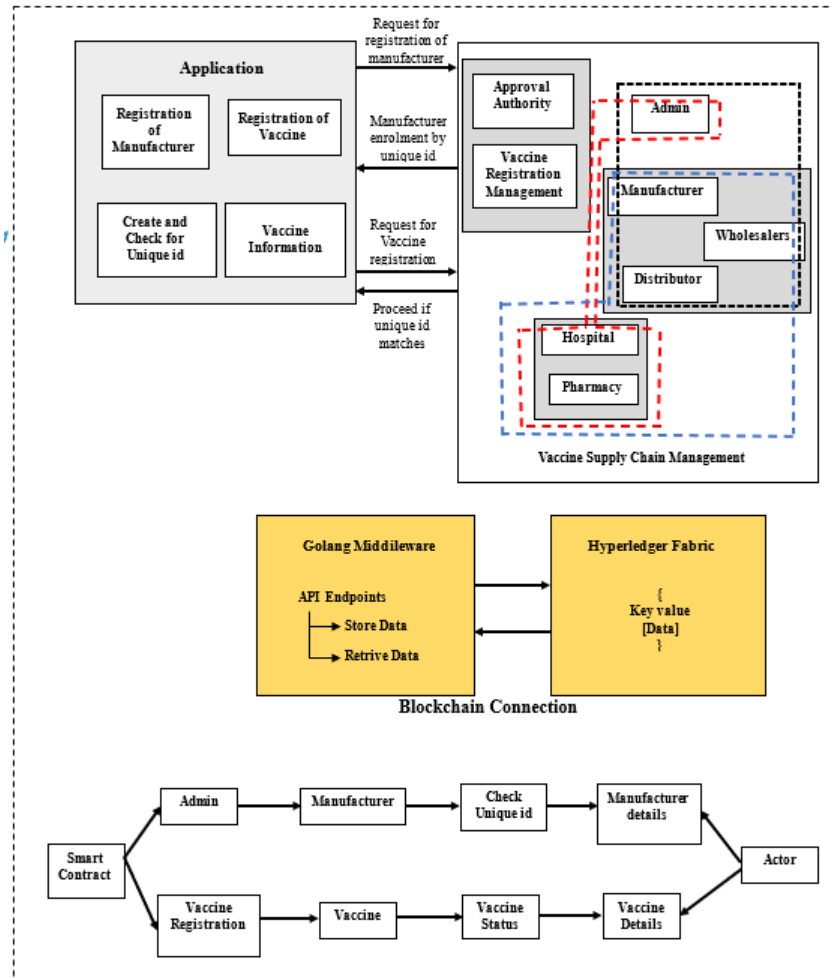 Request for
registration of
manufacturer
Application
Registration
of
Manufacturer
Registration of
Vaccine
Create and
Check for
Unique id
Vaccine
Information
Manufacturer
enrolment by
unique id
Request for
Vaccine
registration
Proceed if
unique id
matches
Approval
Authority
Vaccine
Registration
Management
Admin
Manufacturer
Wholesalers
Distributor
Hospital
Pharmacy
Vaccine Supply Chain Management
Golang Middleware
API Endpoints
Store Data
Retrive Data
Hyperledger Fabric
{
Key value
[Data]
}
Blockchain Connection
Smart
Contract
Admin
Manufacturer
Check
Unique id
Manufacturer
details
Actor
Vaccine
Registration
Vaccine
Vaccine
Status
Vaccine
Details